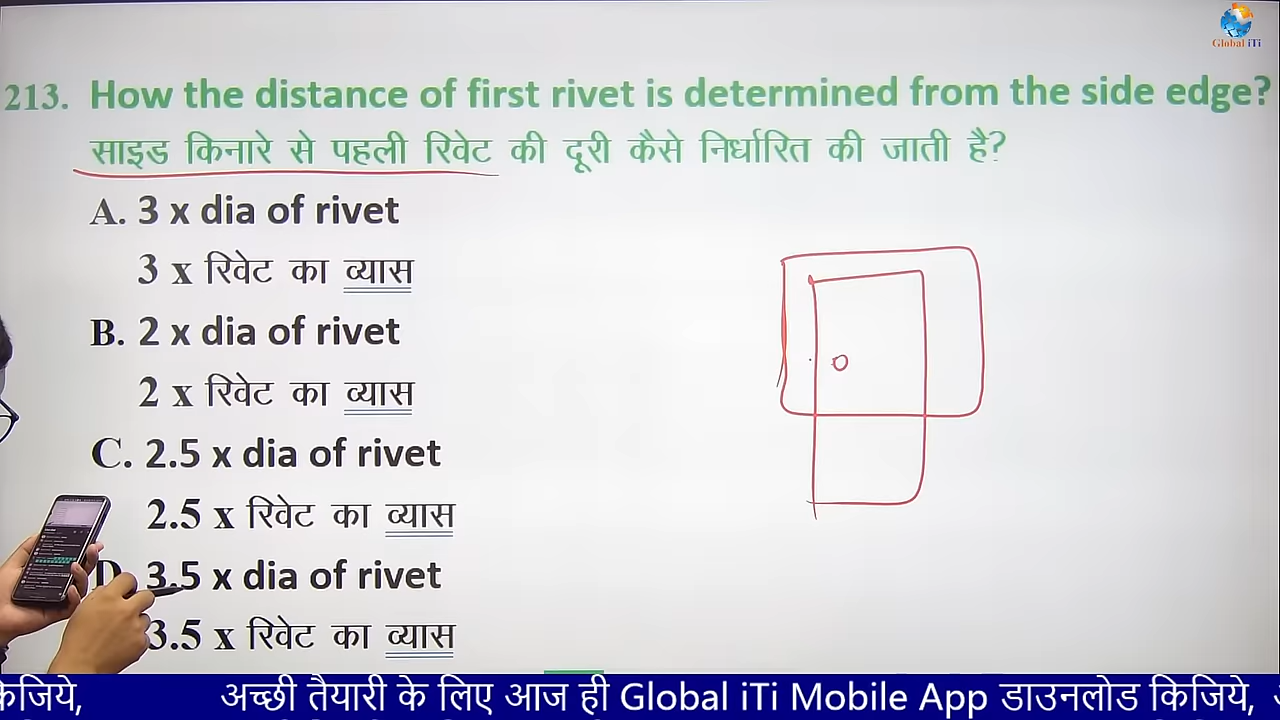 Global iTi
213. How the distance of first rivet is determined from the side edge?
साइड किनारे से पहली रिवेट की दूरी कैसे निर्धारित की जाती है?
A. 3 x dia of rivet
3 x रिवेट का व्यास
B. 2 x dia of rivet
2 x रिवेट का व्यास
C. 2.5 x dia of rivet
2.5 x रिवेट का व्यास
D. 3.5 x dia of rivet
3.5 x रिवेट का व्यास
किजिये, अच्छी तैयारी के लिए आज ही Global iTi Mobile App डाउनलोड किजिये,